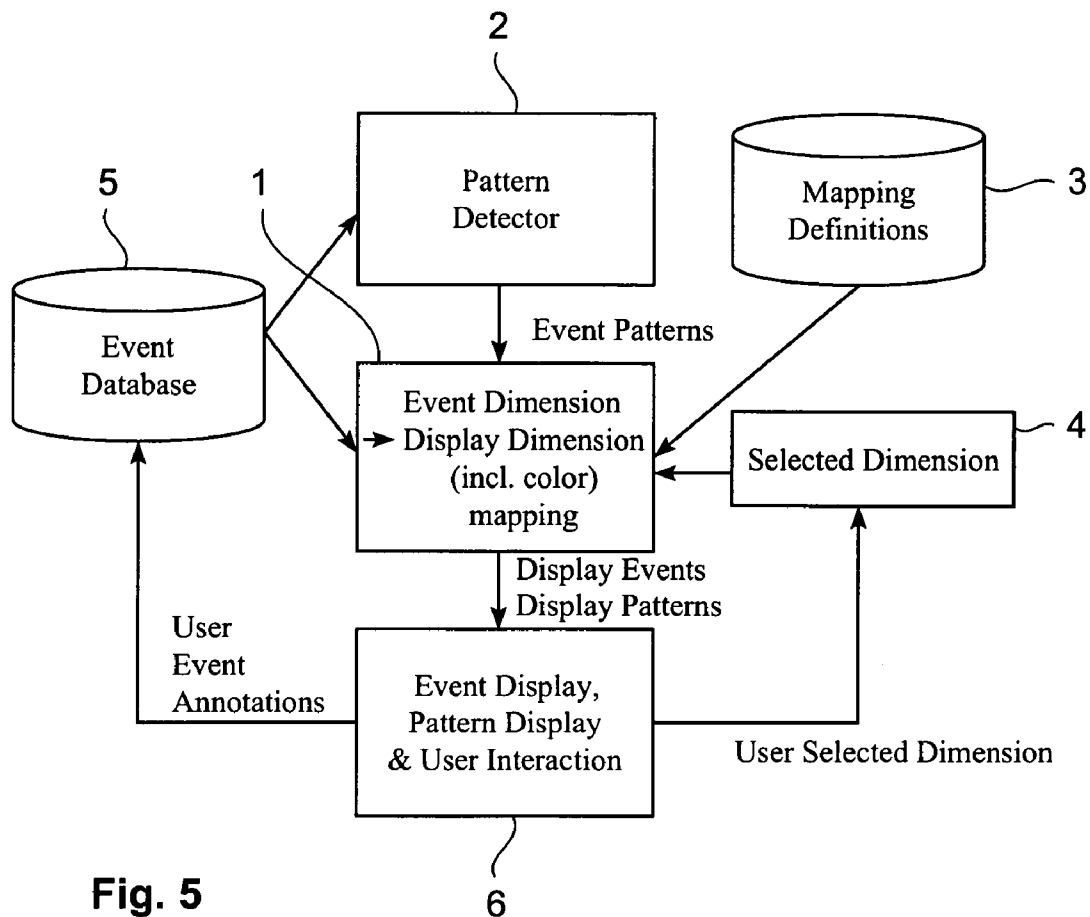 2
Pattern
Detector
3
Mapping
Definitions
5
1
Event
Database
Event Patterns
Event Dimension
Display Dimension
(incl. color)
mapping
4
Selected Dimension
Display Events
Display Patterns
User
Event
Annotations
Event Display,
Pattern Display
& User Interaction
User Selected Dimension
6
Fig. 5